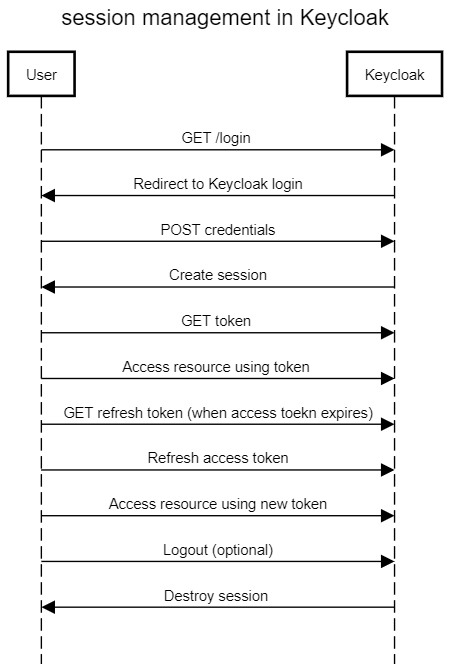 session management in Keycloak
User
Keycloak
GET /login
Redirect to Keycloak login
POST credentials
Create session
GET token
Access resource using token
GET refresh token (when access toekn expires)
Refresh access token
Access resource using new token
Logout (optional)
Destroy session